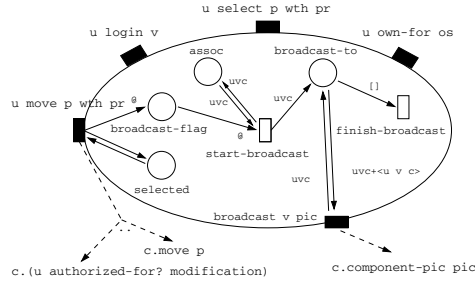 u select p wth pr
u login v
u own-for os
assoc
broadcast-to
uvc
[]
u move p wth pr
@
uvc
uvc
broadcast-flag
@
finish-broadcast
start-broadcast
selected
uvc
uvc+<u v c>
broadcast v pic
..
c.move p
c.(u authorized-for? modification)
c.component-pic pic